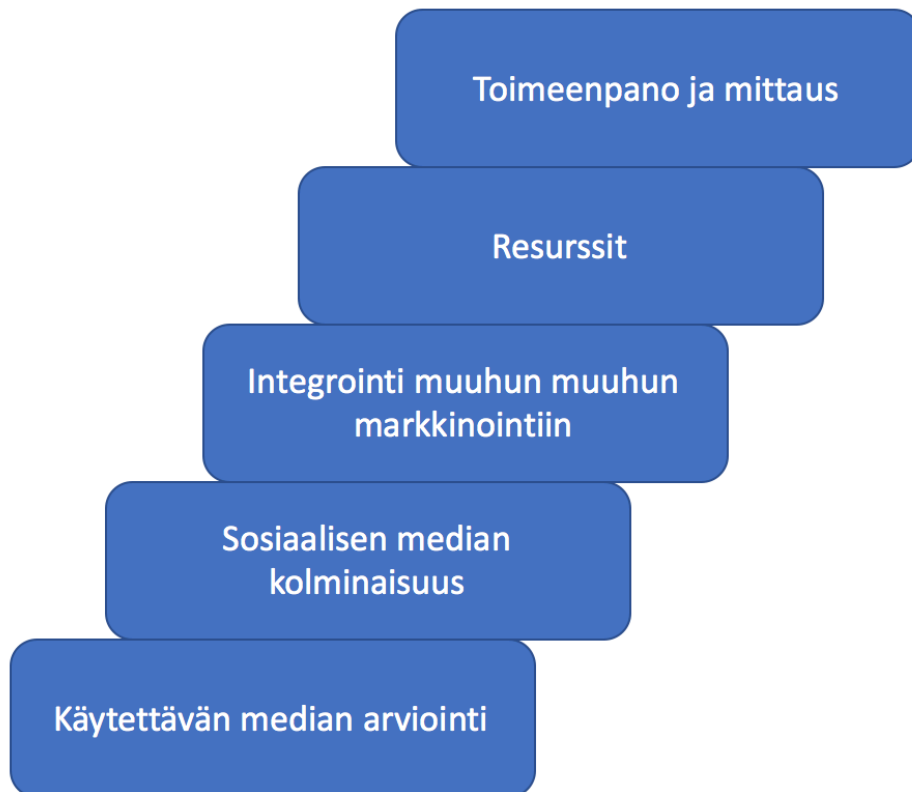 Toimeenpano ja mittaus
Resurssit
Integrointi muuhun muuhun
markkinointiin
Sosiaalisen median
kolminaisuus
Käytettävän median arviointi